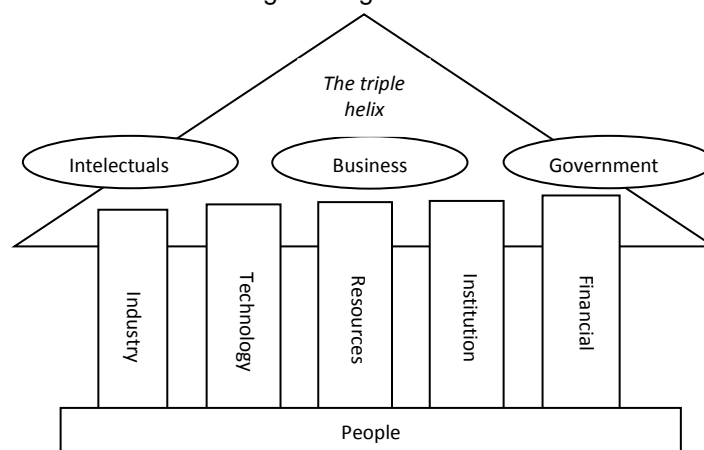 The triple
helix
Intelectuals
Business
Government
Industry
Technology
Resources
Institution
Financial
People